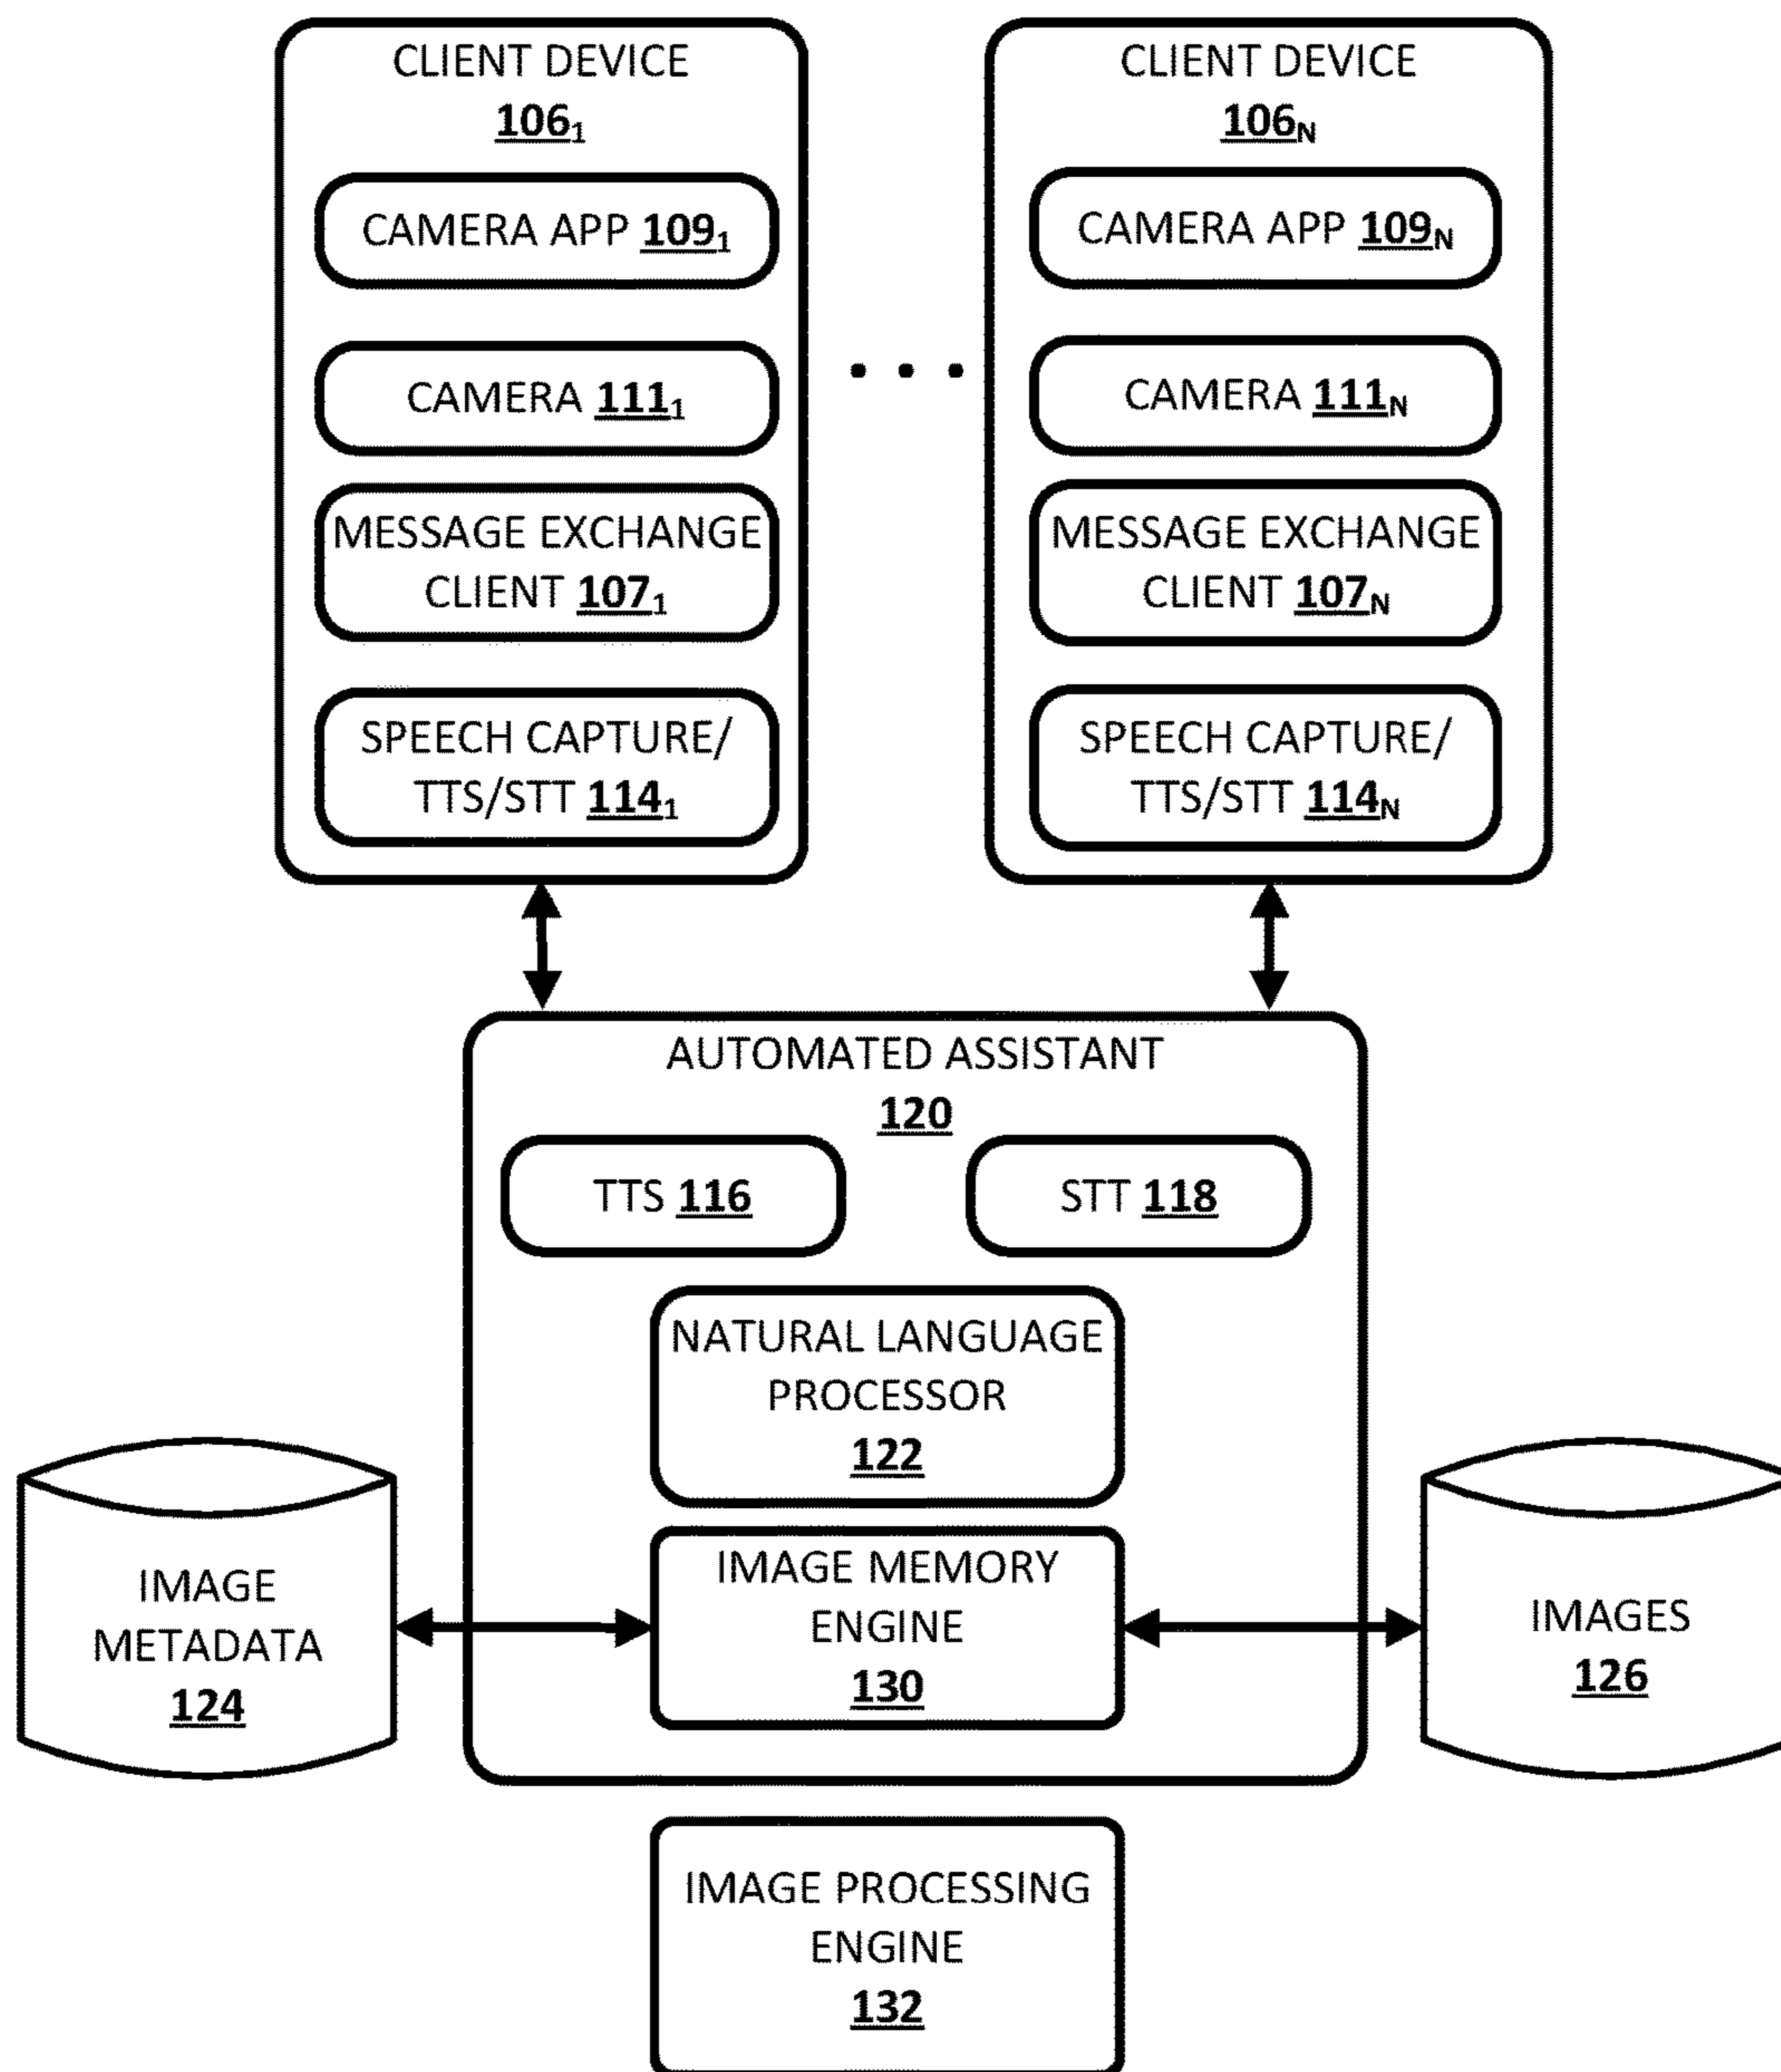 CLIENT DEVICE
106₁
CAMERA APP 109₁
CAMERA 111₁
MESSAGE EXCHANGE
CLIENT 107₁
SPEECH CAPTURE/
TTS/STT 114₁
. . .
CLIENT DEVICE
106N
CAMERA APP 109N
CAMERA 111N
MESSAGE EXCHANGE
CLIENT 107N
SPEECH CAPTURE/
TTS/STT 114N
AUTOMATED ASSISTANT
120
TTS 116
STT 118
NATURAL LANGUAGE
PROCESSOR
122
IMAGE
METADATA
124
IMAGE MEMORY
ENGINE
130
IMAGES
126
IMAGE PROCESSING
ENGINE
132